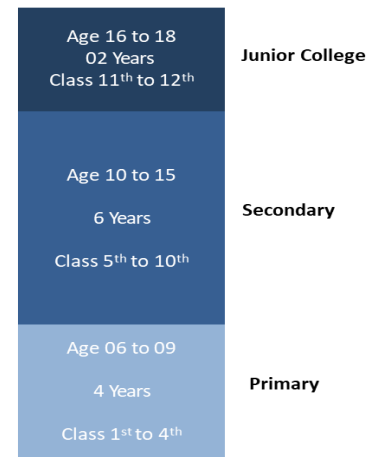 Age 16 to 18
02 Years
Class 11th to 12th
Junior College
Age 10 to 15
6 Years
Class 5th to 10th
Secondary
Age 06 to 09
4 Years
Class 1st to 4th
Primary